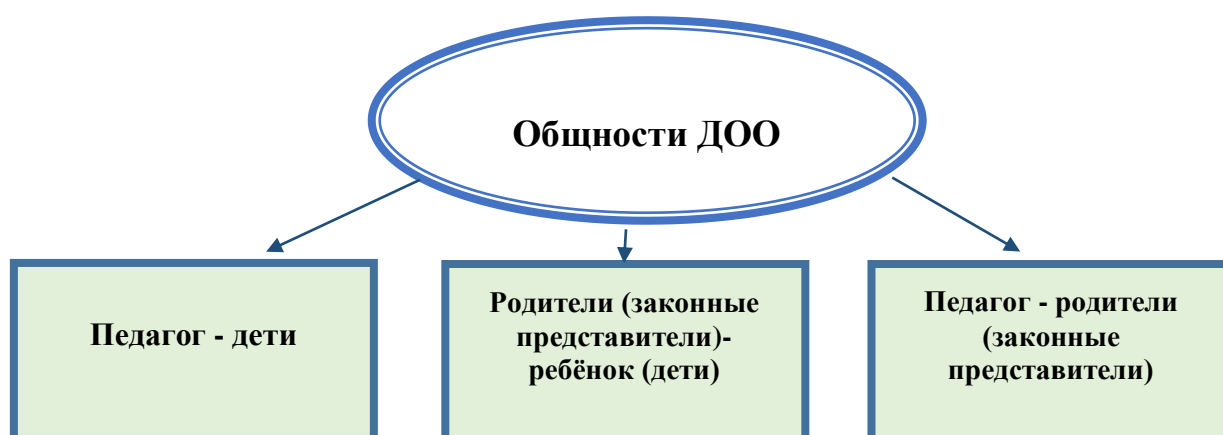 Общности ДОО
Педагог - дети
Родители (законные
представители)-
ребёнок (дети)
Педагог - родители
(законные
представители)